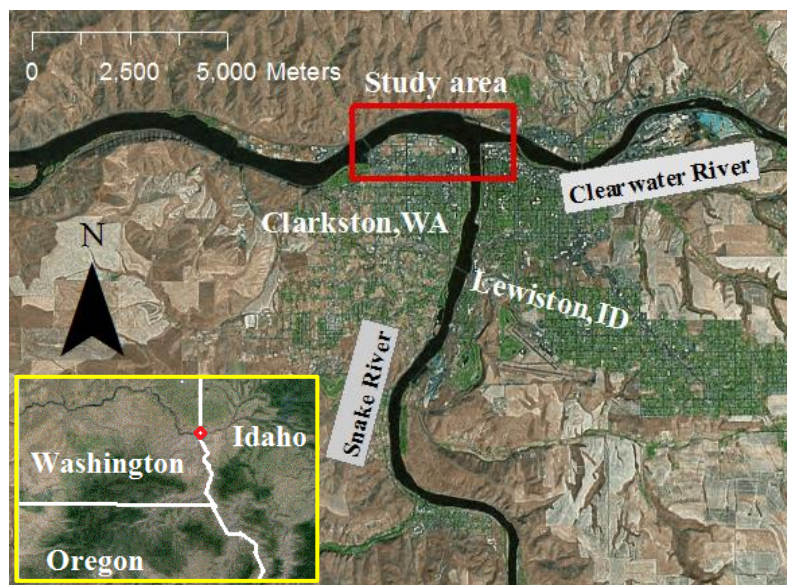 0 2,500 5,000 Meters
Study area
Clearwater River
Clarkston,WA
N
Lewiston,ID
Snake River
Idaho
Washington
Oregon